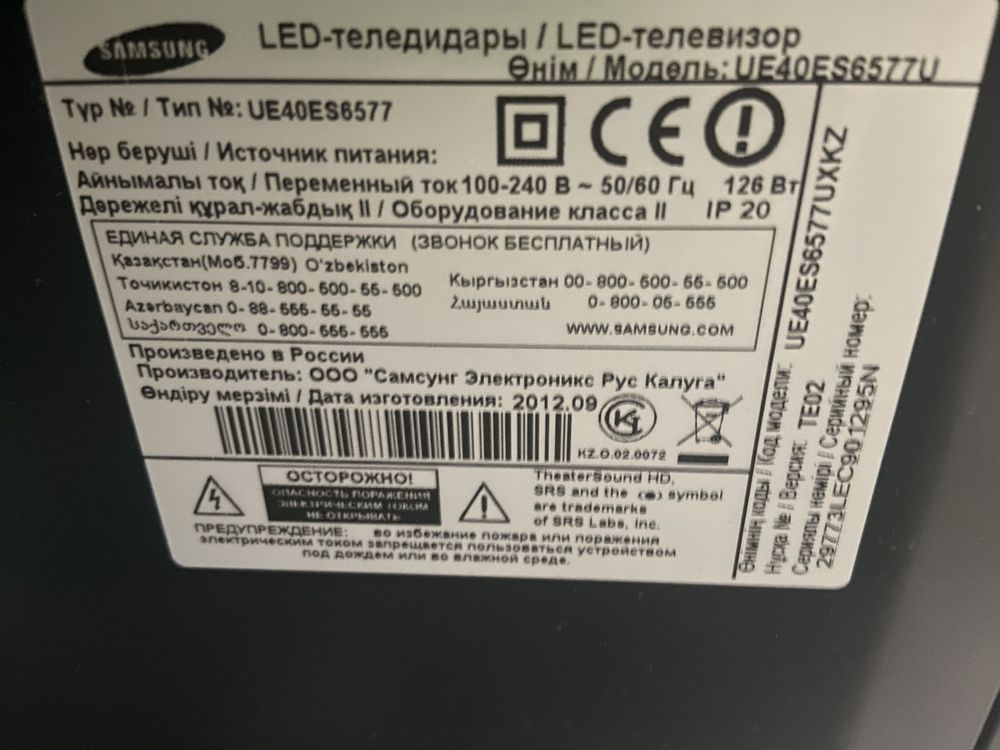 SAMSUNG
LED-теледидары / LED-телевизор
Өнім / Модель: UE40ES6577U
Түр № / Тип №: UE40ES6577
Нәр беруші / Источник питания:
Айнымалы тоқ / Переменный ток 100-240 В ~ 50/60 Гц 126 Вт
Дәрежелі құрал-жабдық II / Оборудование класса II IP 20
ЕДИНАЯ СЛУЖБА ПОДДЕРЖКИ (ЗВОНОК БЕСПЛАТНЫЙ)
Қазақстан(Моб.7799) O'zbekiston
Точикистон 8-10-800-500-55-500
Кыргызстан 00-800-500-55-500
Azərbaycan 0-88-555-55-55
Հայաստան 0-800-05-555
საქართველო 0-800-555-555
WWW.SAMSUNG.COM
Произведено в России
Производитель: ООО "Самсунг Электроникс Рус Калуга"
Өндіру мерзімі / Дата изготовления: 2012.09
KZ.O.02.0072
ОСТОРОЖНО!
ОПАСНОСТЬ ПОРАЖЕНИЯ
ЭЛЕКТРИЧЕСКИМ ТОКОМ
НЕ ОТКРЫВАТЬ
TheaterSound HD,
SRS and the symbol
are trademarks
of SRS Labs, Inc.
ПРЕДУПРЕЖДЕНИЕ: во избежание пожара или поражения
электрическим током запрещается пользоваться устройством
под дождем или во влажной среде.
Өнімнің коды / Код модели: UE40ES6577UXKZ
Нұсқа № / Версия: TE02
Сериялы нөмірі / Серийный номер:
29773LEC901295N